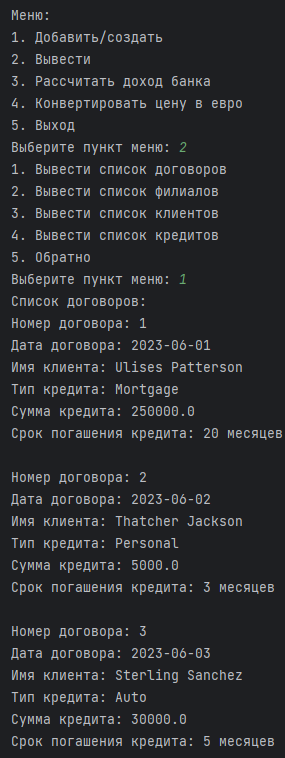 Меню:
1. Добавить/создать
2. Вывести
3. Рассчитать доход банка
4. Конвертировать цену в евро
5. Выход
Выберите пункт меню: 2
1. Вывести список договоров
2. Вывести список филиалов
3. Вывести список клиентов
4. Вывести список кредитов
5. Обратно
Выберите пункт меню: 1
Список договоров:
Номер договора: 1
Дата договора: 2023-06-01
Имя клиента: Ulises Patterson
Тип кредита: Mortgage
Сумма кредита: 250000.0
Срок погашения кредита: 20 месяцев
Номер договора: 2
Дата договора: 2023-06-02
Имя клиента: Thatcher Jackson
Тип кредита: Personal
Сумма кредита: 5000.0
Срок погашения кредита: 3 месяцев
Номер договора: 3
Дата договора: 2023-06-03
Имя клиента: Sterling Sanchez
Тип кредита: Auto
Сумма кредита: 30000.0
Срок погашения кредита: 5 месяцев